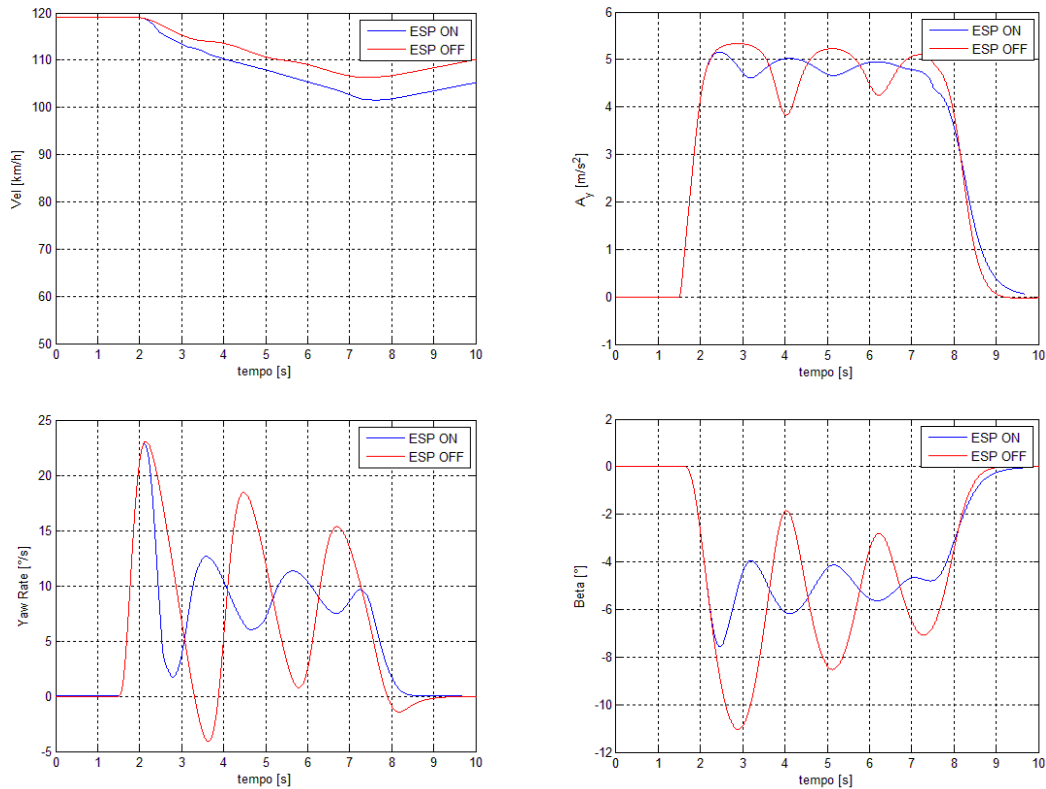 120
110
100
90
80
70
60
50
Vel [km/h]
ESP ON
ESP OFF
0 1 2 3 4 5 6 7 8 9 10
tempo [s]
6
5
4
3
2
1
0
-1
Ay [m/s2]
ESP ON
ESP OFF
0 1 2 3 4 5 6 7 8 9 10
tempo [s]
25
20
15
10
5
0
-5
Yaw Rate [°/s]
ESP ON
ESP OFF
0 1 2 3 4 5 6 7 8 9 10
tempo [s]
2
0
-2
-4
-6
-8
-10
-12
Beta [°]
ESP ON
ESP OFF
0 1 2 3 4 5 6 7 8 9 10
tempo [s]